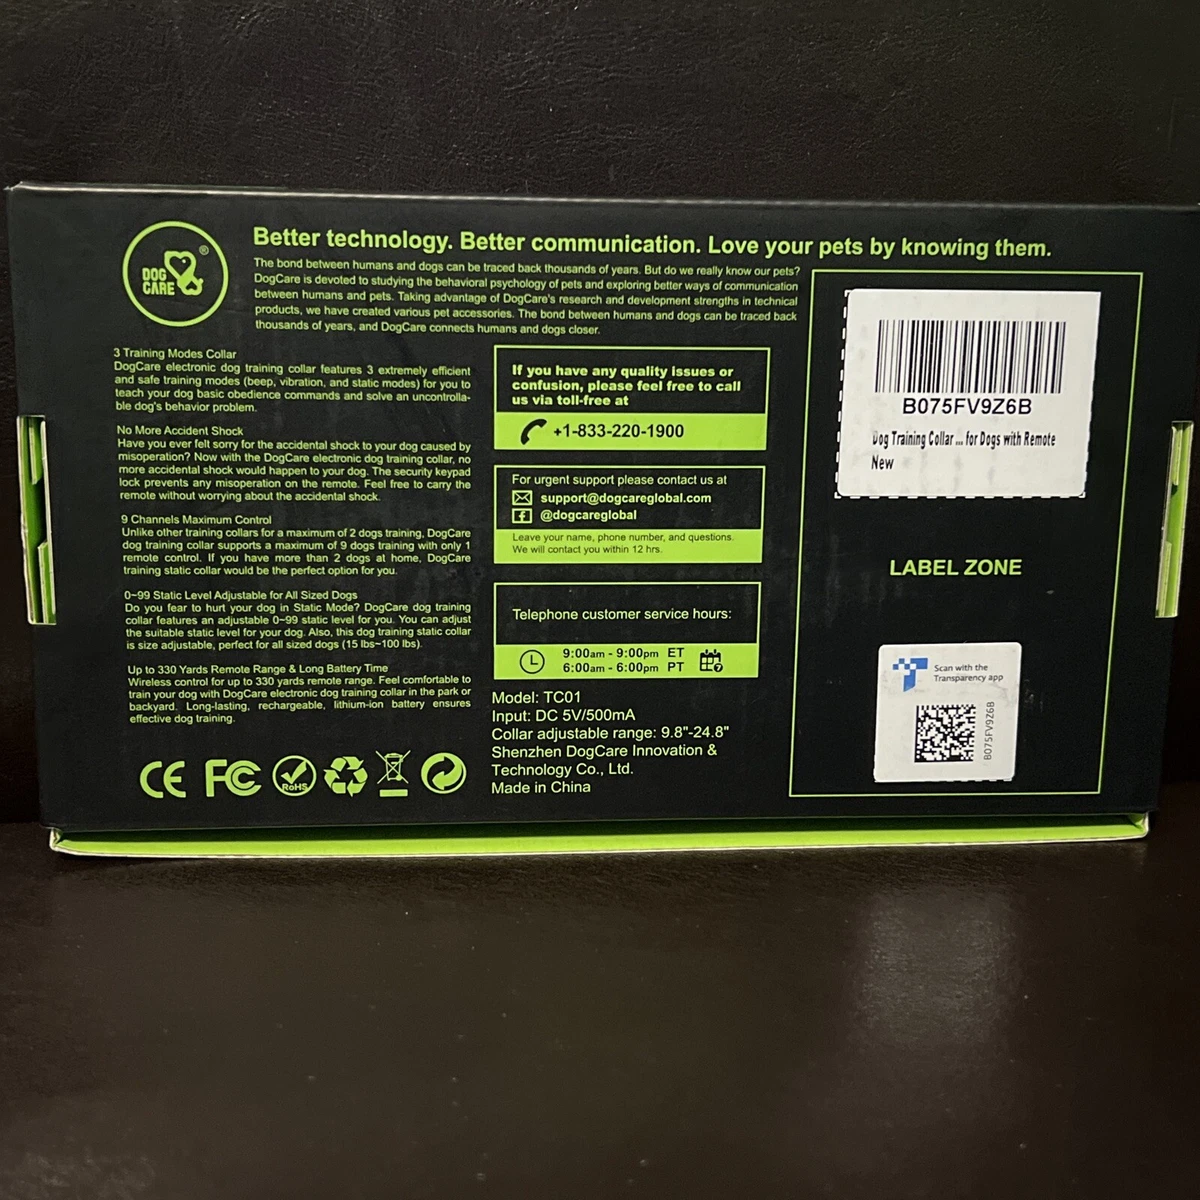 DOG
CARE
®
Better technology. Better communication. Love your pets by knowing them.
The bond between humans and dogs can be traced back thousands of years. But do we really know our pets?
DogCare is devoted to studying the behavioral psychology of pets and exploring better ways of communication
between humans and pets. Taking advantage of DogCare's research and development strengths in technical
products, we have created various pet accessories. The bond between humans and dogs can be traced back
thousands of years, and DogCare connects humans and dogs closer.
3 Training Modes Collar
DogCare electronic dog training collar features 3 extremely efficient
and safe training modes (beep, vibration, and static modes) for you to
teach your dog basic obedience commands and solve an uncontrolla-
ble dog's behavior problem.
No More Accident Shock
Have you ever felt sorry for the accidental shock to your dog caused by
misoperation? Now with the DogCare electronic dog training collar, no
more accidental shock would happen to your dog. The security keypad
lock prevents any misoperation on the remote. Feel free to carry the
remote without worrying about the accidental shock.
9 Channels Maximum Control
Unlike other training collars for a maximum of 2 dogs training, DogCare
dog training collar supports a maximum of 9 dogs training with only 1
remote control. If you have more than 2 dogs at home, DogCare
training static collar would be the perfect option for you.
0~99 Static Level Adjustable for All Sized Dogs
Do you fear to hurt your dog in Static Mode? DogCare dog training
collar features an adjustable 0~99 static level for you. You can adjust
the suitable static level for your dog. Also, this dog training static collar
is size adjustable, perfect for all sized dogs (15 lbs~100 lbs).
Up to 330 Yards Remote Range & Long Battery Time
Wireless control for up to 330 yards remote range. Feel comfortable to
train your dog with DogCare electronic dog training collar in the park or
backyard. Long-lasting, rechargeable, lithium-ion battery ensures
effective dog training.
CE FC RoHS
If you have any quality issues or
confusion, please feel free to call
us via toll-free at
+1-833-220-1900
For urgent support please contact us at
support@dogcareglobal.com
@dogcareglobal
Leave your name, phone number, and questions.
We will contact you within 12 hrs.
Telephone customer service hours:
9:00am - 9:00pm ET
6:00am - 6:00pm PT
Model: TC01
Input: DC 5V/500mA
Collar adjustable range: 9.8"-24.8"
Shenzhen DogCare Innovation &
Technology Co., Ltd.
Made in China
B075FV9Z6B
Dog Training Collar ... for Dogs with Remote
New
LABEL ZONE
Scan with the
Transparency app
B075FV9Z6B